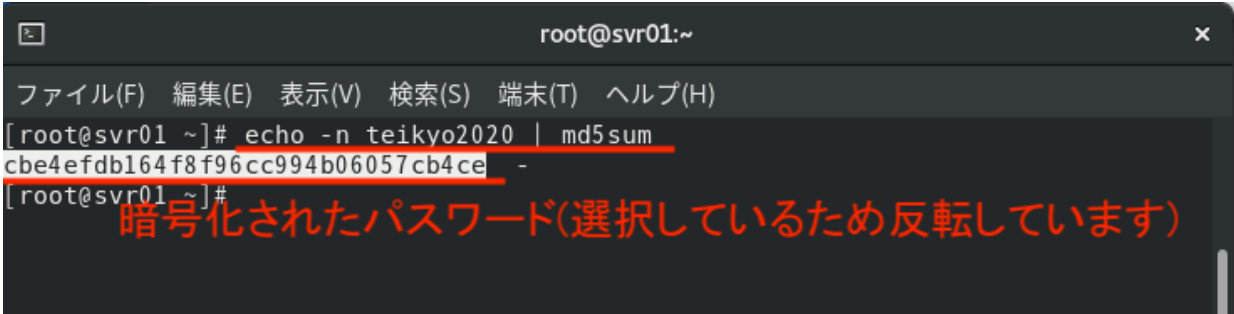 root@svr01:~ ×
ファイル(F) 編集(E) 表示(V) 検索(S) 端末(T) ヘルプ(H)
[root@svr01 ~]# echo -n teikyo2020 | md5sum
cbe4efdb164f8f96cc994b06057cb4ce  -
[root@svr01 ~]#
暗号化されたパスワード(選択しているため反転しています)